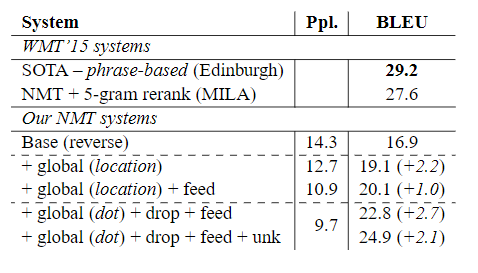 System Ppl. BLEU
WMT'15 systems
SOTA – phrase-based (Edinburgh) 29.2
NMT + 5-gram rerank (MILA) 27.6
Our NMT systems
Base (reverse) 14.3 16.9
+ global (location) 12.7 19.1 (+2.2)
+ global (location) + feed 10.9 20.1 (+1.0)
+ global (dot) + drop + feed 9.7 22.8 (+2.7)
+ global (dot) + drop + feed + unk 24.9 (+2.1)